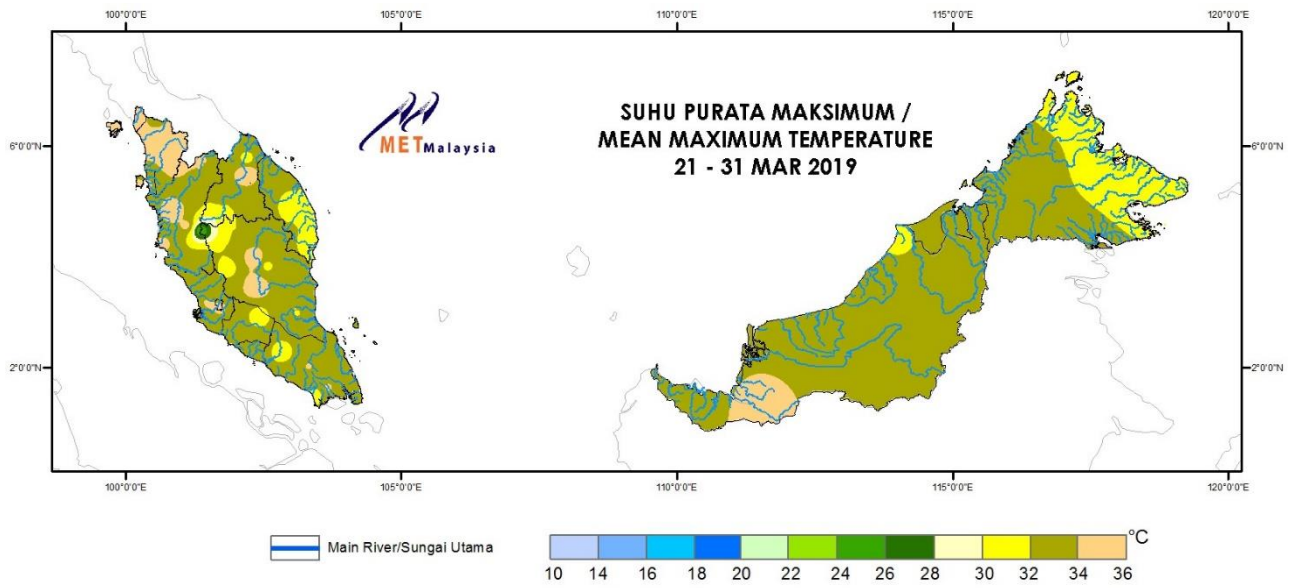 100°0'0"E 105°0'0"E 110°0'0"E 115°0'0"E 120°0'0"E
SUHU PURATA MAKSIMUM /
MEAN MAXIMUM TEMPERATURE
21 - 31 MAR 2019
METMalaysia
6°0'0"N 6°0'0"N
2°0'0"N 2°0'0"N
100°0'0"E 105°0'0"E 110°0'0"E 115°0'0"E 120°0'0"E
Main River/Sungai Utama
°C
10 14 16 18 20 22 24 26 28 30 32 34 36